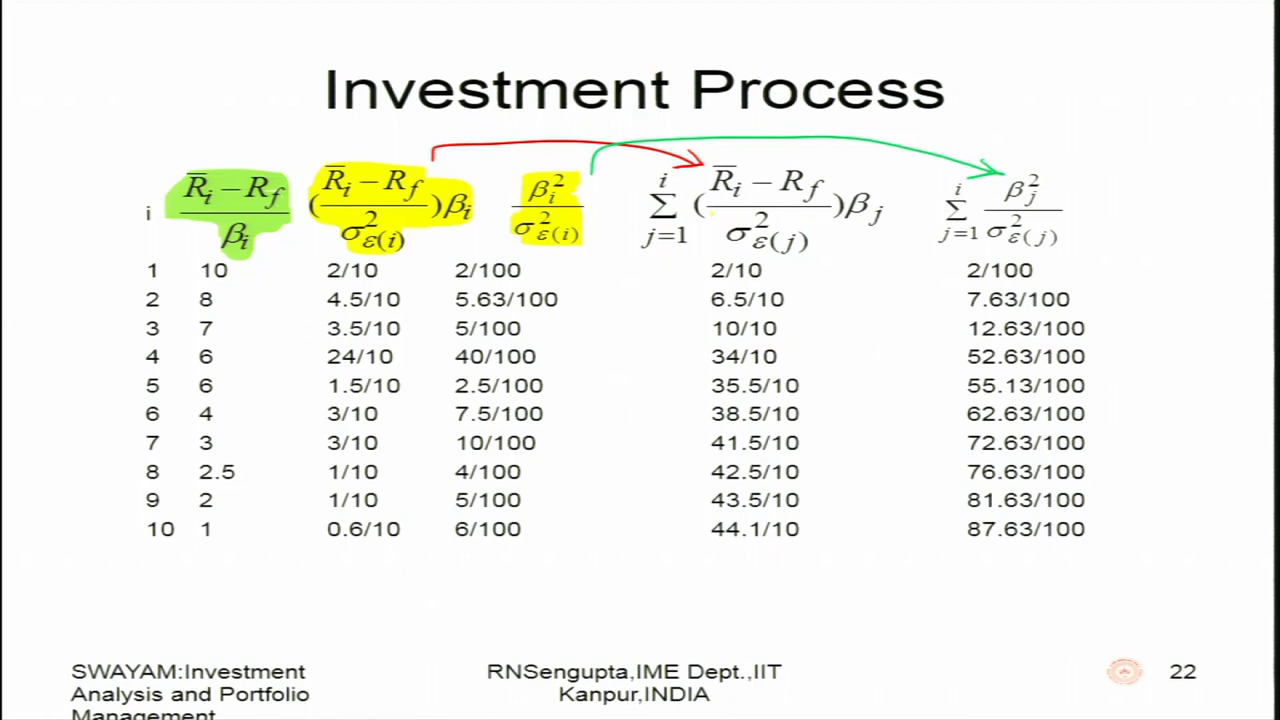 Investment Process
i (R̅i − Rf)/βi ((R̅i − Rf)/σ²ε(i))βi βi²/σ²ε(i) Σ(j=1 to i) ((R̅i − Rf)/σ²ε(j))βj Σ(j=1 to i) βj²/σ²ε(j)
1 10 2/10 2/100 2/10 2/100
2 8 4.5/10 5.63/100 6.5/10 7.63/100
3 7 3.5/10 5/100 10/10 12.63/100
4 6 24/10 40/100 34/10 52.63/100
5 6 1.5/10 2.5/100 35.5/10 55.13/100
6 4 3/10 7.5/100 38.5/10 62.63/100
7 3 3/10 10/100 41.5/10 72.63/100
8 2.5 1/10 4/100 42.5/10 76.63/100
9 2 1/10 5/100 43.5/10 81.63/100
10 1 0.6/10 6/100 44.1/10 87.63/100
SWAYAM:Investment
Analysis and Portfolio
Management
RNSengupta,IME Dept.,IIT
Kanpur,INDIA
22